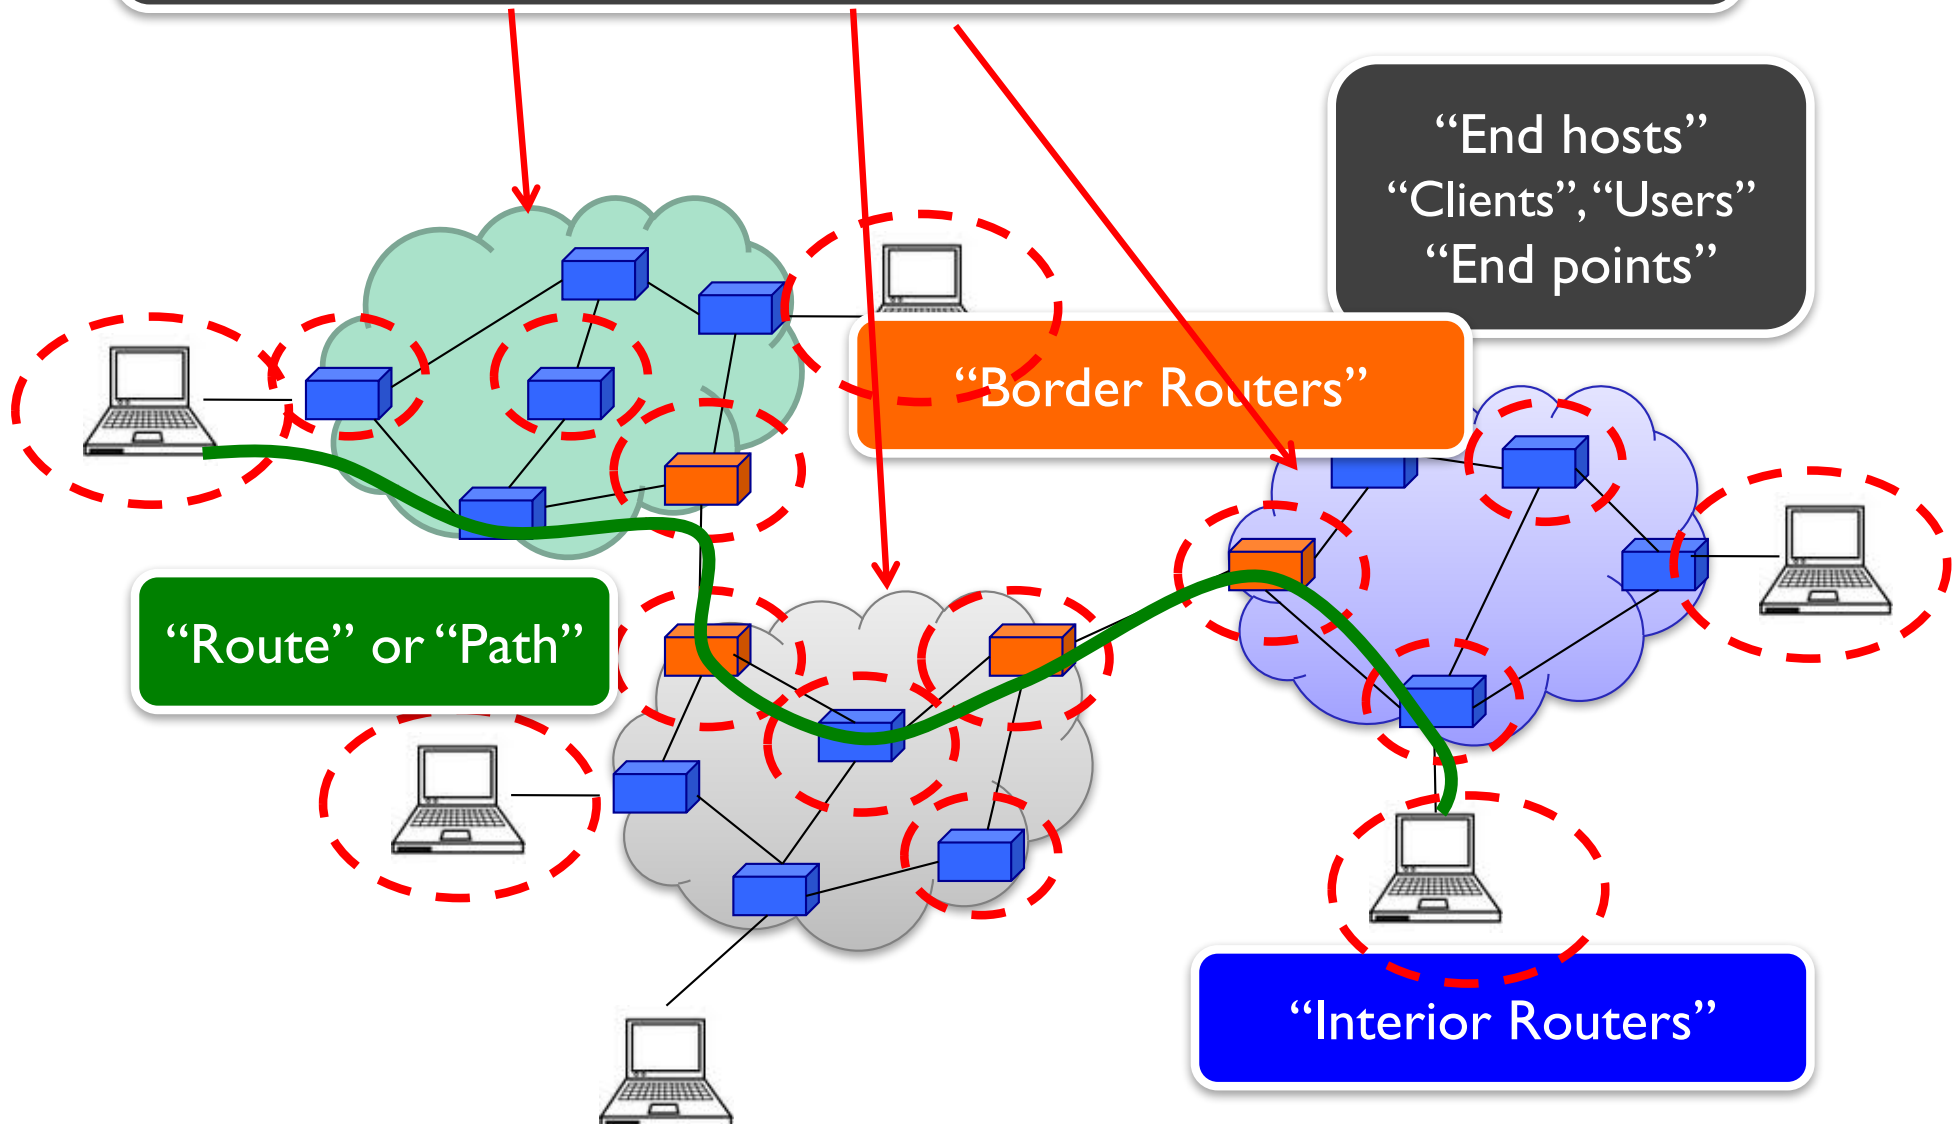 “End hosts”
“Clients”, “Users”
“End points”
“Border Routers”
“Route” or “Path”
“Interior Routers”